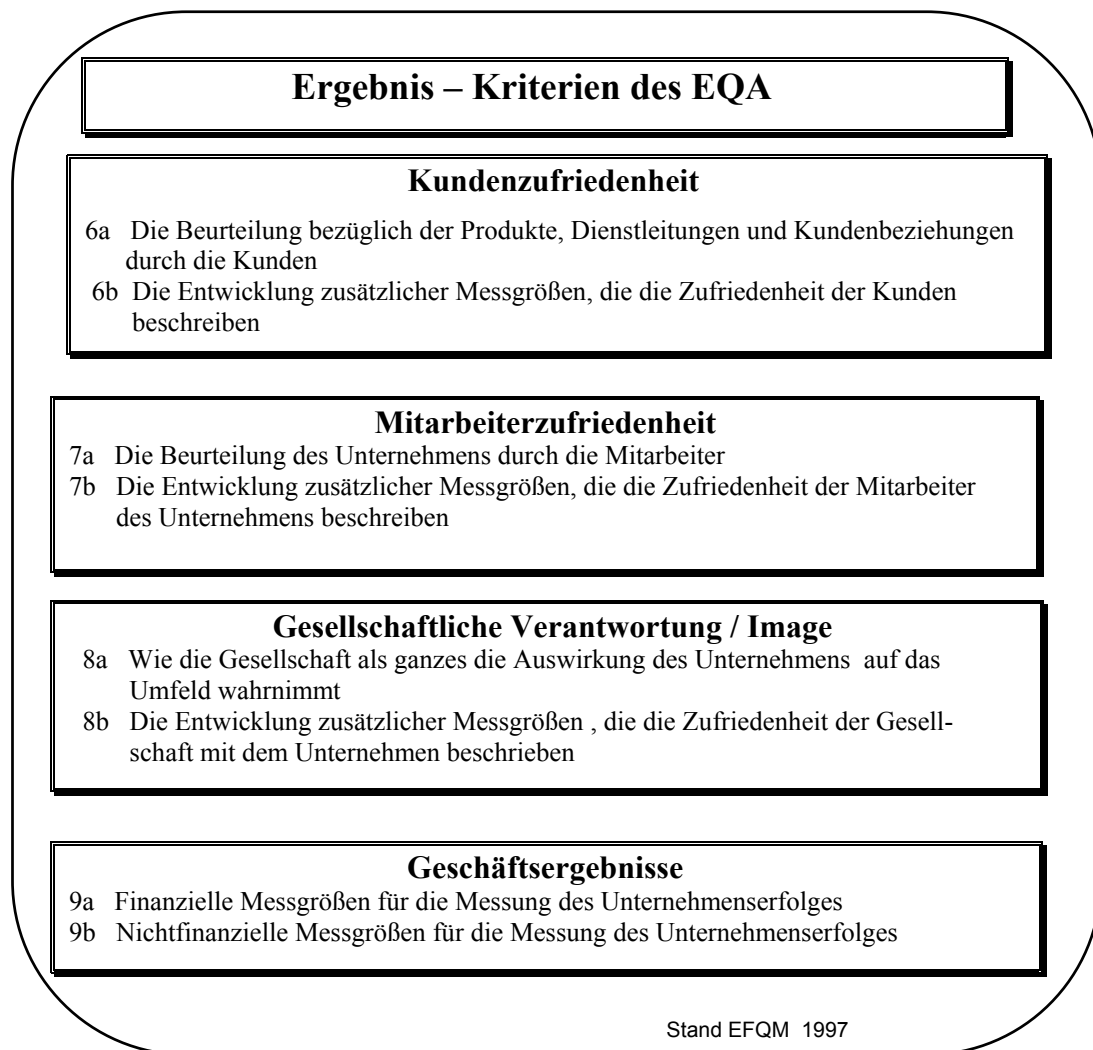 Ergebnis – Kriterien des EQA
Kundenzufriedenheit
6a Die Beurteilung bezüglich der Produkte, Dienstleitungen und Kundenbeziehungen
durch die Kunden
6b Die Entwicklung zusätzlicher Messgrößen, die die Zufriedenheit der Kunden
beschreiben
Mitarbeiterzufriedenheit
7a Die Beurteilung des Unternehmens durch die Mitarbeiter
7b Die Entwicklung zusätzlicher Messgrößen, die die Zufriedenheit der Mitarbeiter
des Unternehmens beschreiben
Gesellschaftliche Verantwortung / Image
8a Wie die Gesellschaft als ganzes die Auswirkung des Unternehmens auf das
Umfeld wahrnimmt
8b Die Entwicklung zusätzlicher Messgrößen , die die Zufriedenheit der Gesell-
schaft mit dem Unternehmen beschrieben
Geschäftsergebnisse
9a Finanzielle Messgrößen für die Messung des Unternehmenserfolges
9b Nichtfinanzielle Messgrößen für die Messung des Unternehmenserfolges
Stand EFQM 1997